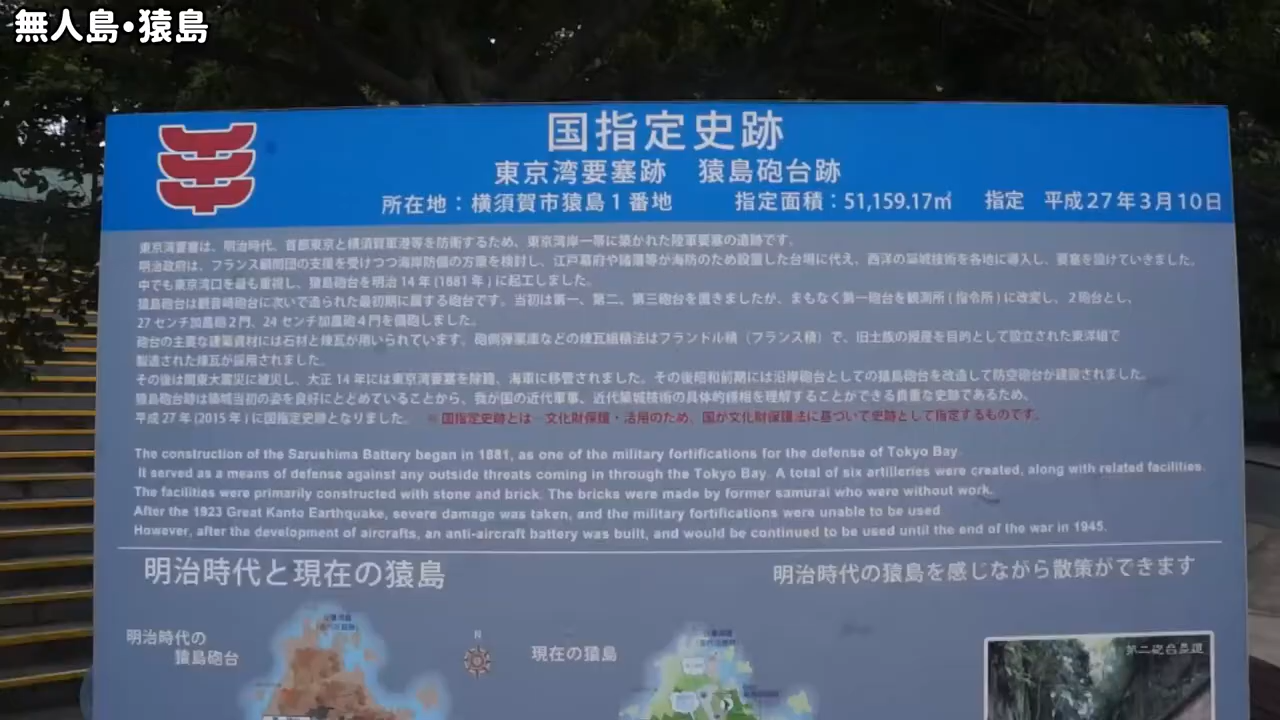 無人島・猿島
国指定史跡
東京湾要塞跡　猿島砲台跡
所在地：横須賀市猿島１番地　指定面積：51,159.17㎡　指定　平成27年3月10日
東京湾要塞は、明治時代、首都東京と横須賀軍港等を防衛するため、東京湾岸一帯に築かれた陸軍要塞の遺跡です。
明治政府は、フランス顧問団の支援を受けつつ海岸防備の方策を検討し、江戸幕府や諸藩等が海防のため設置した台場に代え、西洋の築城技術を各地に導入し、要塞を設けていきました。
中でも東京湾口を最も重視し、猿島砲台を明治14年(1881年)に起工しました。
猿島砲台は観音崎砲台に次いで造られた最初期に属する砲台です。当初は第一、第二、第三砲台を置きましたが、まもなく第一砲台を観測所(指令所)に改変し、2砲台とし、
27センチ加農砲2門、24センチ加農砲4門を備砲しました。
砲台の主要な建築資材には石材と煉瓦が用いられています。砲側弾薬庫などの煉瓦組積法はフランドル積（フランス積）で、旧士族の授産を目的として設立された東洋組で
製造された煉瓦が採用されました。
その後は関東大震災に被災し、大正14年には東京湾要塞を除籍、海軍に移管されました。その後昭和前期には沿岸砲台としての猿島砲台を改造して防空砲台が建設されました。
猿島砲台跡は築城当初の姿を良好にとどめていることから、我が国の近代軍事、近代築城技術の具体的様相を理解することができる貴重な史跡であるため、
平成27年(2015年)に国指定史跡となりました。　※国指定史跡とは　文化財保護・活用のため、国が文化財保護法に基づいて史跡として指定するものです。
The construction of the Sarushima Battery began in 1881, as one of the military fortifications for the defense of Tokyo Bay.
It served as a means of defense against any outside threats coming in through the Tokyo Bay. A total of six artilleries were created, along with related facilities.
The facilities were primarily constructed with stone and brick. The bricks were made by former samurai who were without work.
After the 1923 Great Kanto Earthquake, severe damage was taken, and the military fortifications were unable to be used
However, after the development of aircrafts, an anti-aircraft battery was built, and would be continued to be used until the end of the war in 1945.
明治時代と現在の猿島
明治時代の猿島を感じながら散策ができます
明治時代の
猿島砲台
N
現在の猿島
第二砲台